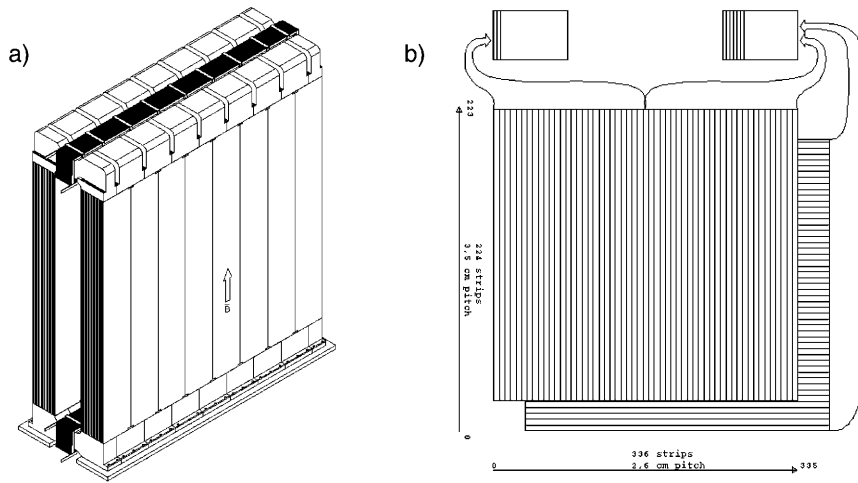 a)
B
b)
223
224 strips
3,5 cm pitch
0
336 strips
2,6 cm pitch
0
335